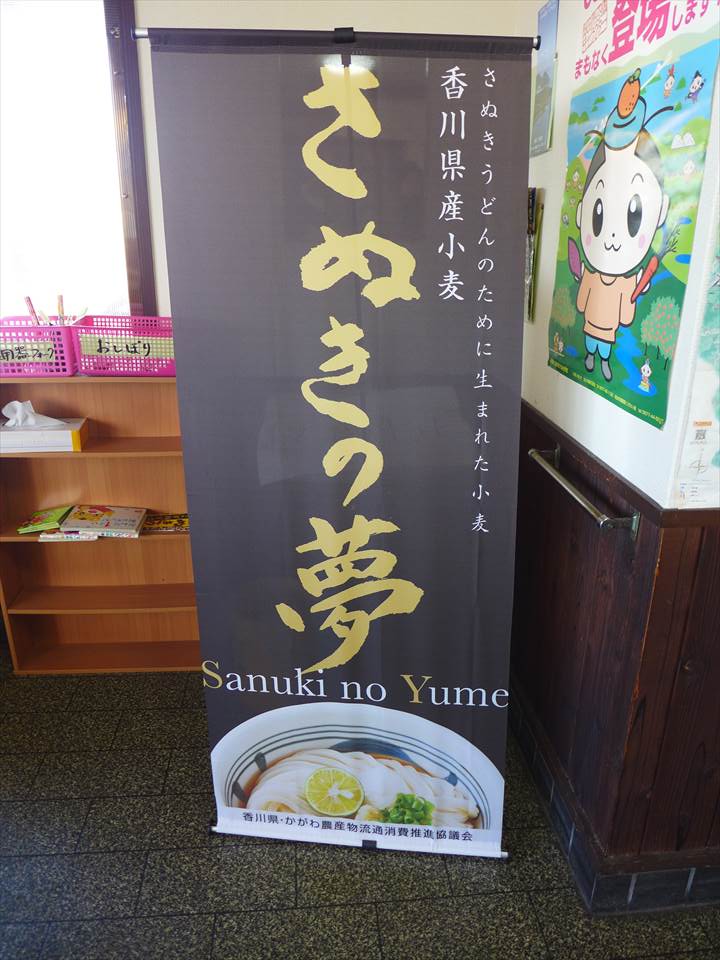 さぬきうどんのために生まれた小麦
香川県産小麦
さぬきの夢
Sanuki no Yume
香川県・かがわ農産物流通消費推進協議会
おしぼり
まもなく登場します